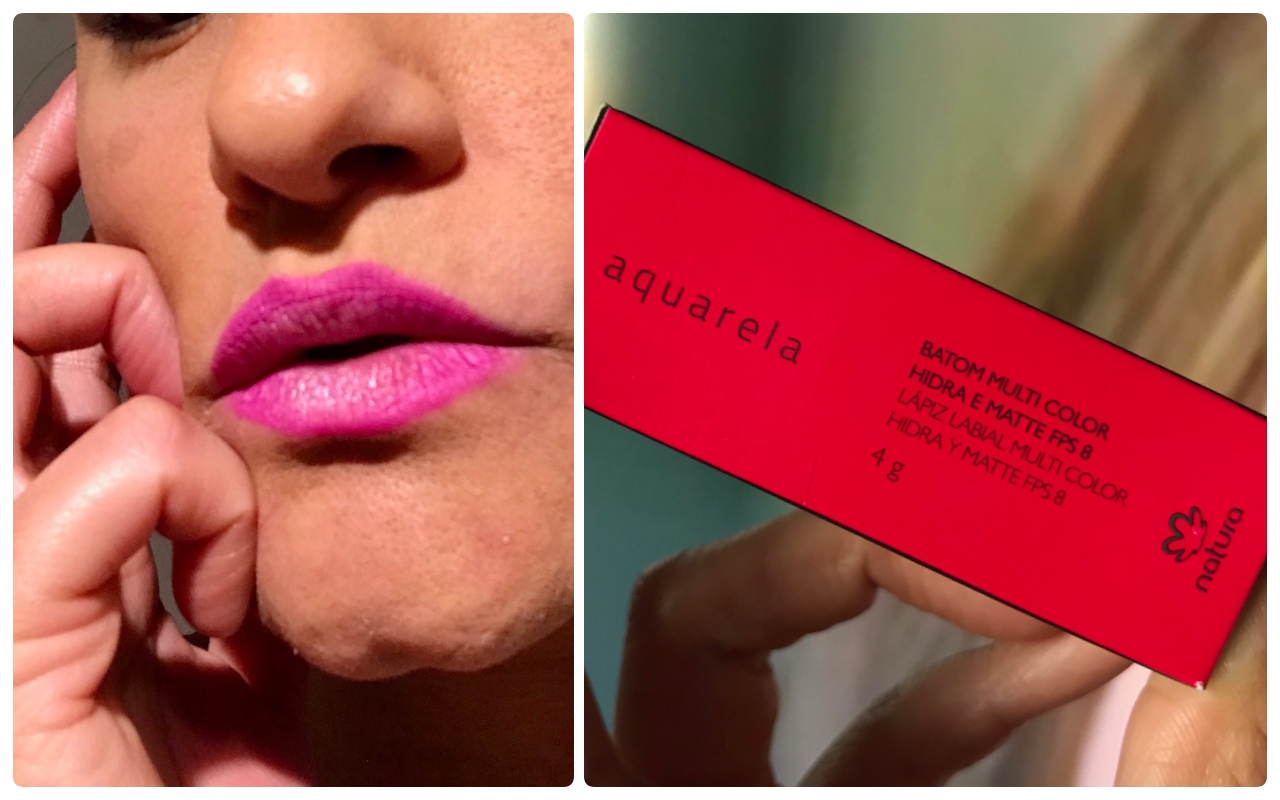 aquarela
BATOM MULTI COLOR
HIDRA E MATTE FPS 8
LÁPIZ LABIAL MULTI COLOR
HIDRA Y MATTE FPS 8
4 g
natura